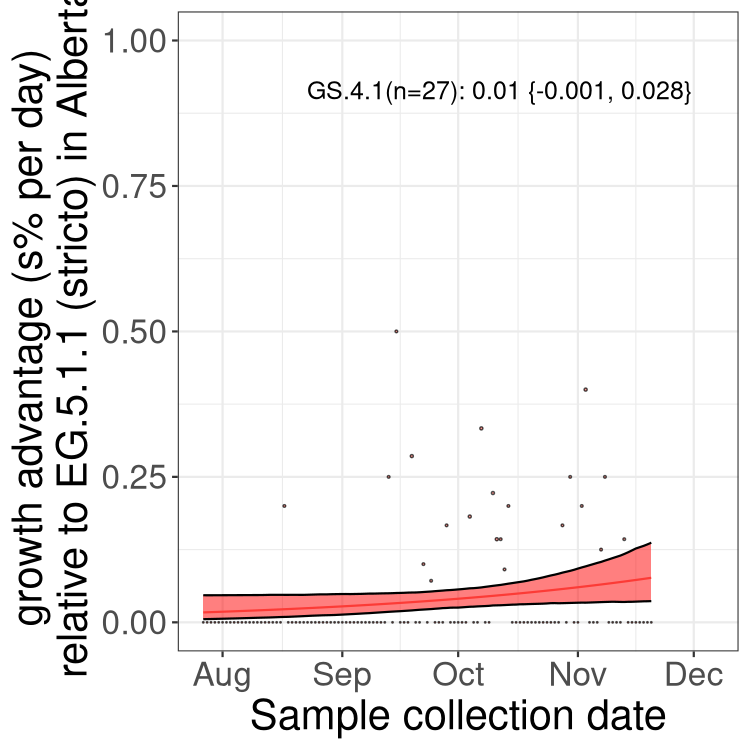 growth advantage (s% per day)
relative to EG.5.1.1 (stricto) in Alberta
1.00
0.75
0.50
0.25
0.00
GS.4.1(n=27): 0.01 {-0.001, 0.028}
Aug Sep Oct Nov Dec
Sample collection date